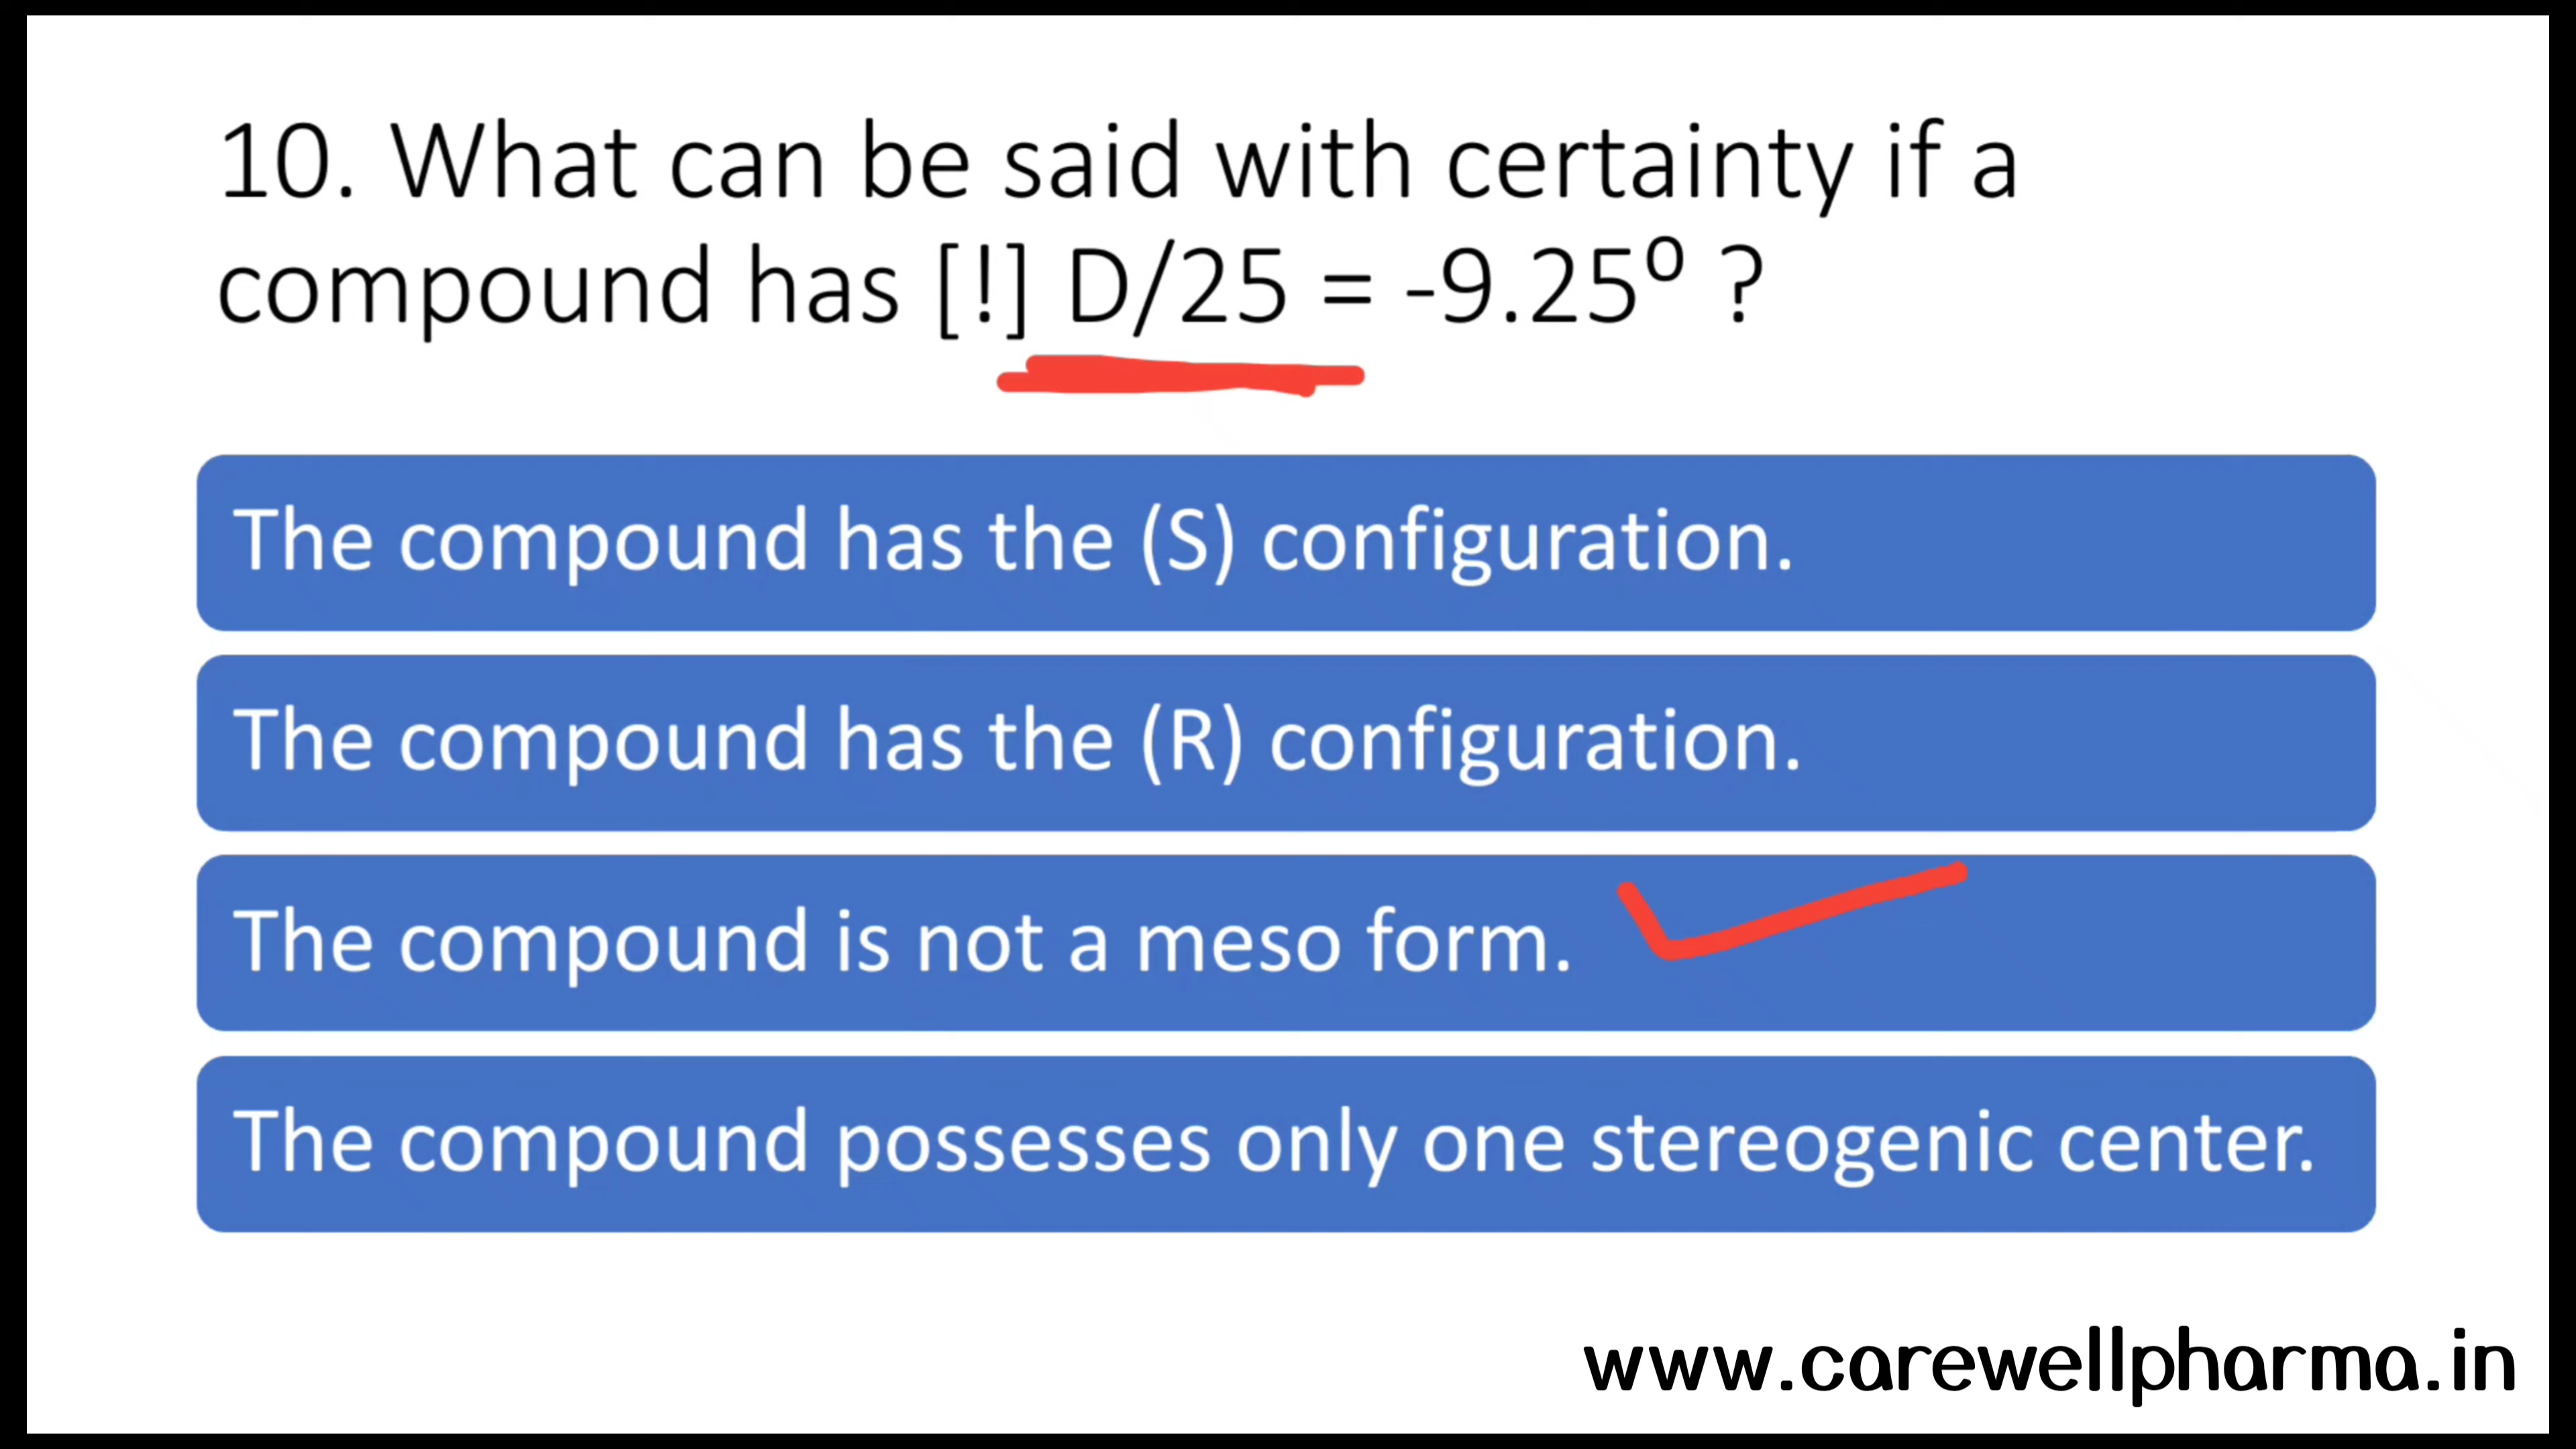 10. What can be said with certainty if a
compound has [!] D/25 = -9.25º ?
The compound has the (S) configuration.
The compound has the (R) configuration.
The compound is not a meso form.
The compound possesses only one stereogenic center.
www.carewellpharma.in